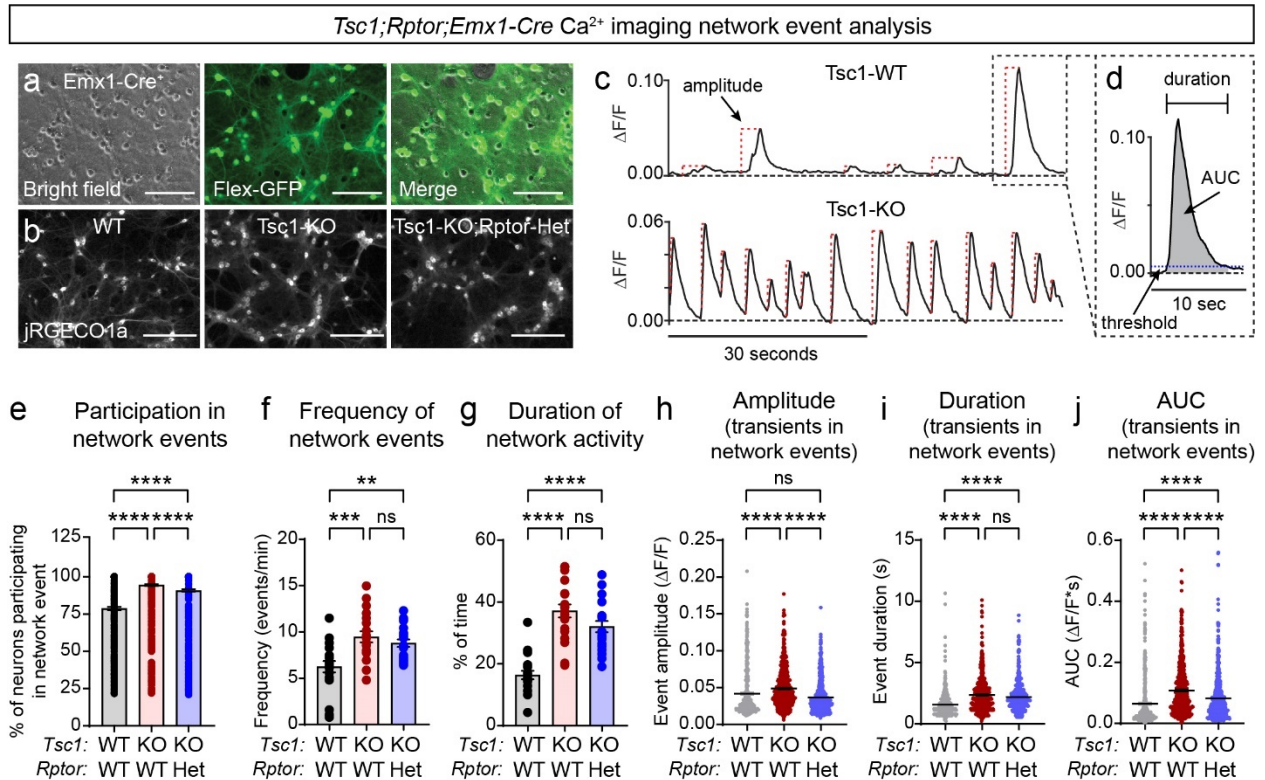 Tsc1;Rptor;Emx1-Cre Ca²⁺ imaging network event analysis
a
Emx1-Cre⁺
Bright field
Flex-GFP
Merge
b
WT
Tsc1-KO
Tsc1-KO;Rptor-Het
jRGECO1a
c
Tsc1-WT
amplitude
ΔF/F
0.10
0.00
Tsc1-KO
ΔF/F
0.06
0.00
30 seconds
d
duration
ΔF/F
0.10
0.00
AUC
threshold
10 sec
e
Participation in
network events
****
**** ****
% of neurons participating
in network event
125
100
75
50
25
0
Tsc1: WT KO KO
Rptor: WT WT Het
f
Frequency of
network events
**
*** ns
Frequency (events/min)
20
15
10
5
0
WT KO KO
WT WT Het
g
Duration of
network activity
****
**** ns
% of time
60
40
20
0
WT KO KO
WT WT Het
h
Amplitude
(transients in
network events)
ns
**** ****
Event amplitude (ΔF/F)
0.25
0.20
0.15
0.10
0.05
0.00
Tsc1: WT KO KO
Rptor: WT WT Het
i
Duration
(transients in
network events)
****
**** ns
Event duration (s)
15
10
5
0
WT KO KO
WT WT Het
j
AUC
(transients in
network events)
****
**** ****
AUC (ΔF/F*s)
0.6
0.4
0.2
0.0
WT KO KO
WT WT Het